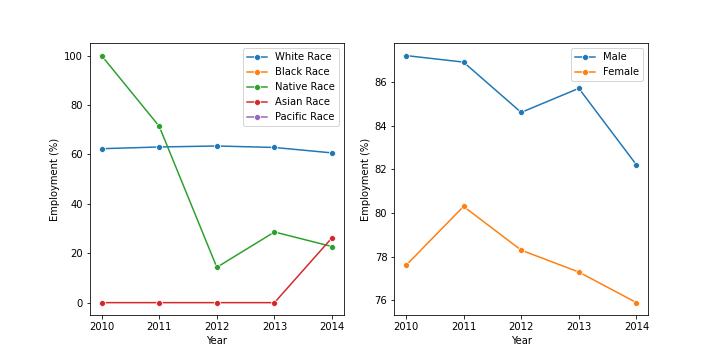 Employment (%)
100
80
60
40
20
0
2010 2011 2012 2013 2014
Year
White Race
Black Race
Native Race
Asian Race
Pacific Race
Employment (%)
86
84
82
80
78
76
2010 2011 2012 2013 2014
Year
Male
Female